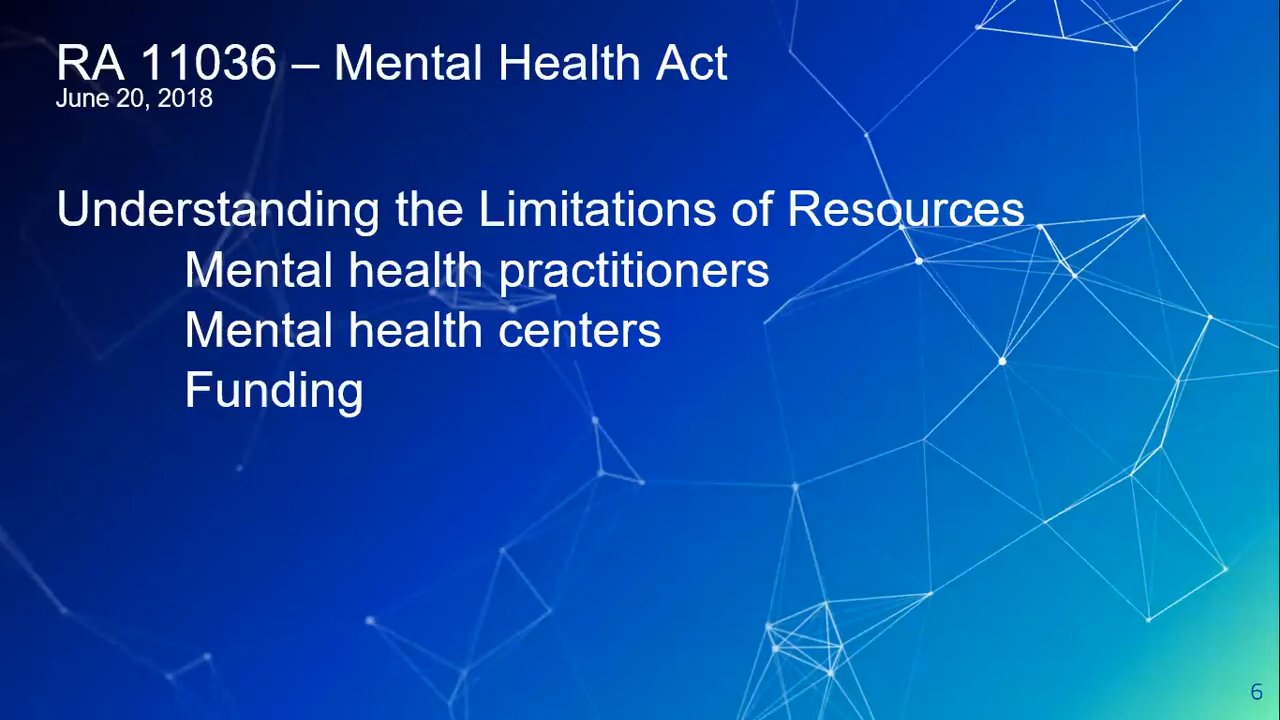 RA 11036 – Mental Health Act
June 20, 2018
Understanding the Limitations of Resources
Mental health practitioners
Mental health centers
Funding
6